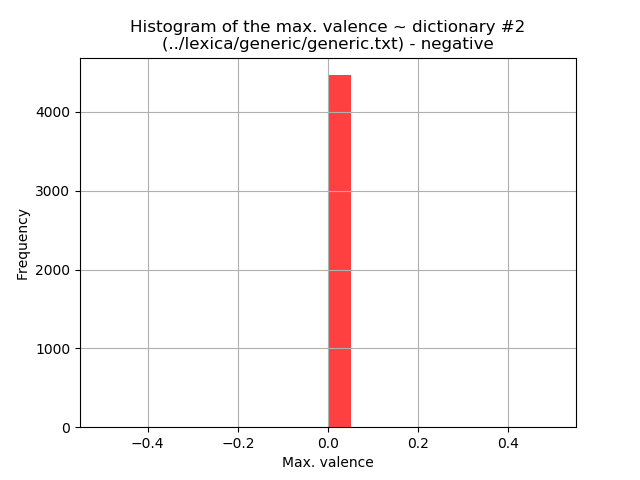 Histogram of the max. valence ~ dictionary #2
(../lexica/generic/generic.txt) - negative
Frequency
4000
3000
2000
1000
0
−0.4 −0.2 0.0 0.2 0.4
Max. valence